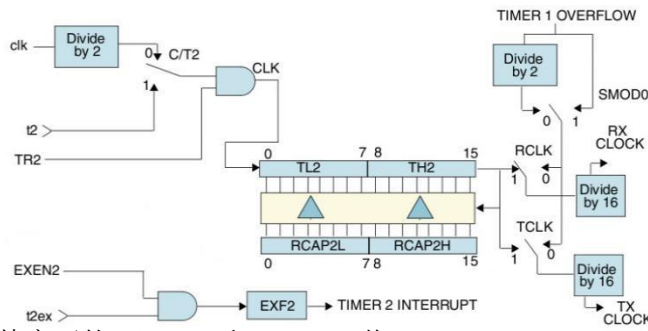 TIMER 1 OVERFLOW
clk
Divide
by 2
0
C/T2
1
CLK
Divide
by 2
SMOD0
0
1
t2
TR2
0
7
8
15
TL2
TH2
RCLK
1
0
RX
CLOCK
Divide
by 16
RCAP2L
RCAP2H
0
7
8
15
TCLK
1
0
Divide
by 16
TX
CLOCK
EXEN2
t2ex
EXF2
TIMER 2 INTERRUPT